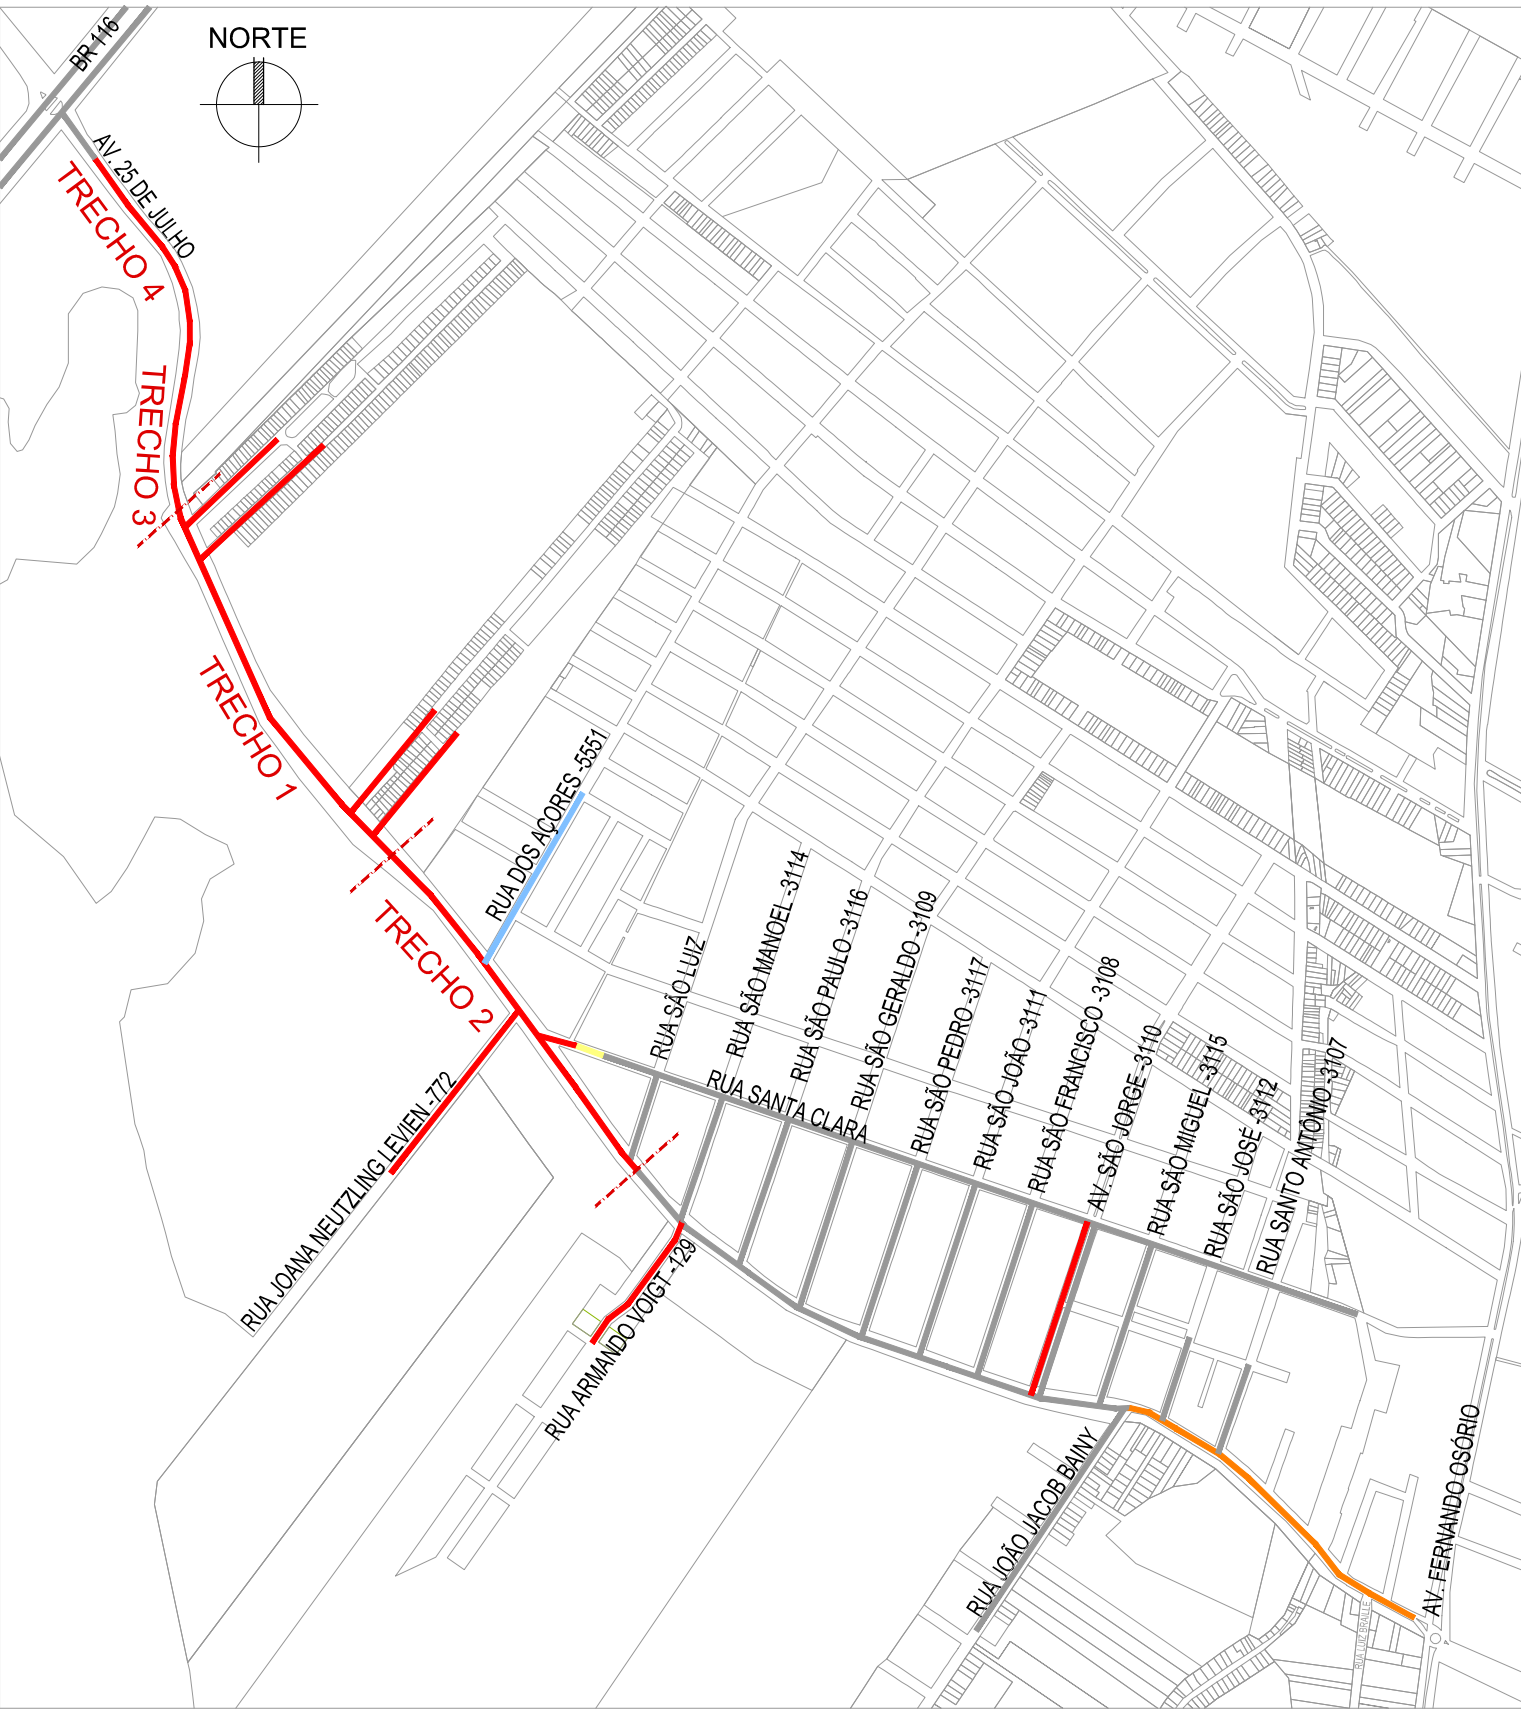 BR 116
NORTE
AV. 25 DE JULHO
TRECHO 4
TRECHO 3
TRECHO 1
TRECHO 2
RUA DOS AÇORES -5551
RUA SÃO LUIZ
RUA SÃO MANOEL -3114
RUA SÃO PAULO -3116
RUA SÃO GERALDO -3109
RUA SÃO PEDRO -3117
RUA SÃO JOÃO -3111
RUA SÃO FRANCISCO -3108
AV. SÃO JORGE -3110
RUA SÃO MIGUEL -3115
RUA SÃO JOSÉ -3112
RUA SANTO ANTÔNIO -3107
RUA SANTA CLARA
RUA JOANA NEUTZLING LEVIEN -772
RUA ARMANDO VOIGT -129
RUA JOÃO JACOB BAINY
AV. FERNANDO OSÓRIO
RUA LUIZ BRAILLE